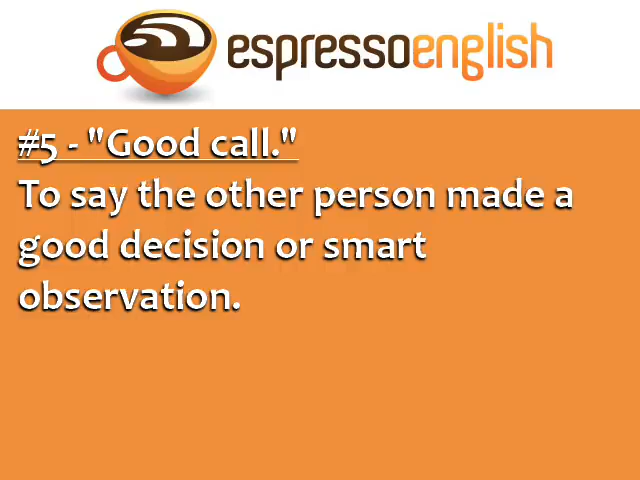 espressoenglish
#5 - "Good call."
To say the other person made a
good decision or smart
observation.